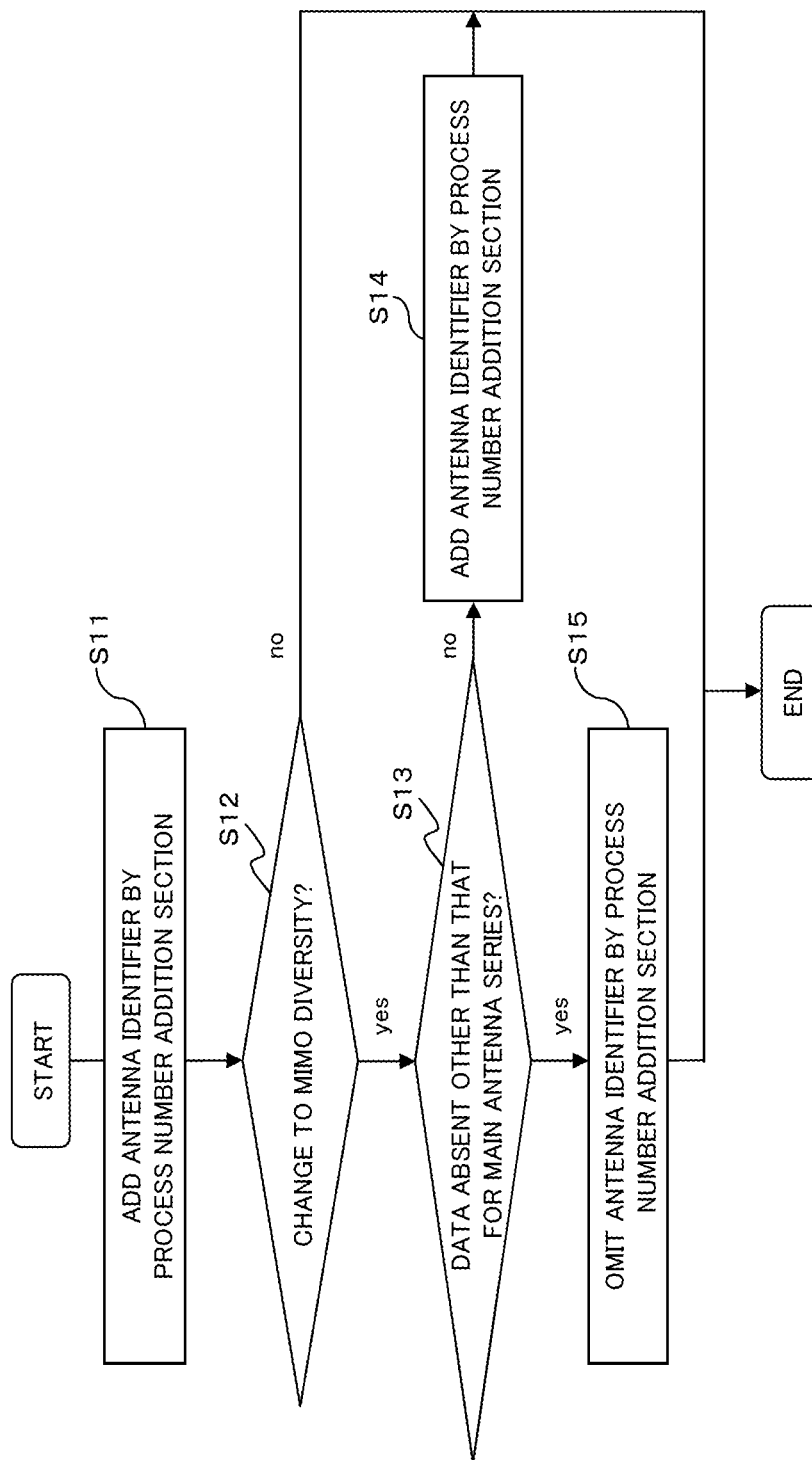 START
ADD ANTENNA IDENTIFIER BY
PROCESS NUMBER ADDITION SECTION
S11
CHANGE TO MIMO DIVERSITY?
S12
no
yes
DATA ABSENT OTHER THAN THAT
FOR MAIN ANTENNA SERIES?
S13
no
ADD ANTENNA IDENTIFIER BY PROCESS
NUMBER ADDITION SECTION
S14
yes
OMIT ANTENNA IDENTIFIER BY PROCESS
NUMBER ADDITION SECTION
S15
END